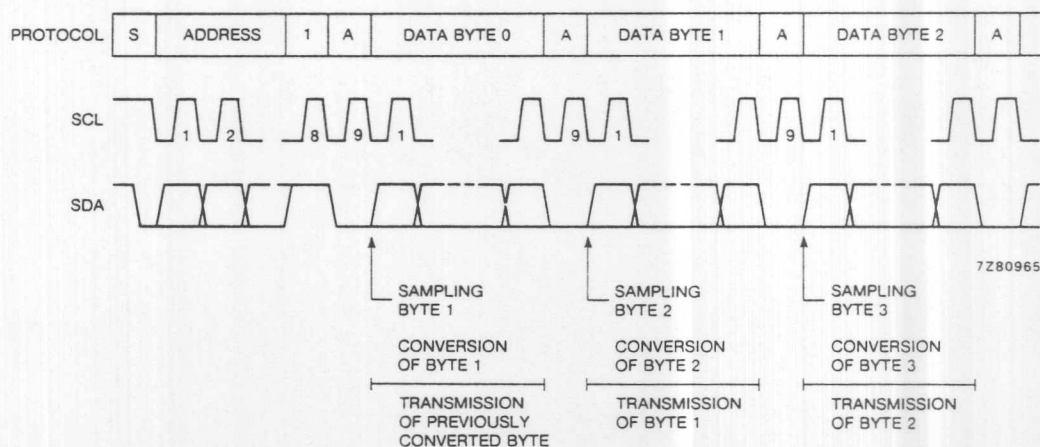 PROTOCOL S ADDRESS 1 A DATA BYTE 0 A DATA BYTE 1 A DATA BYTE 2 A
SCL 1 2 8 9 1 9 1 9 1
SDA
7Z80965
SAMPLING BYTE 1
SAMPLING BYTE 2
SAMPLING BYTE 3
CONVERSION OF BYTE 1
CONVERSION OF BYTE 2
CONVERSION OF BYTE 3
TRANSMISSION OF PREVIOUSLY CONVERTED BYTE
TRANSMISSION OF BYTE 1
TRANSMISSION OF BYTE 2